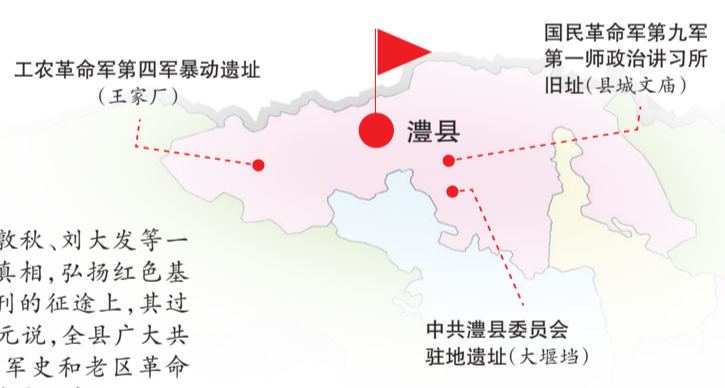 国民革命军第九军
第一师政治讲习所
旧址(县城文庙)
工农革命军第四军暴动遗址
(王家厂)
澧县
中共澧县委员会
驻地遗址(大堰垱)
敦秋、刘大发等一
真相,弘扬红色基
刊的征途上,其过
元说,全县广大共
军史和老区革命